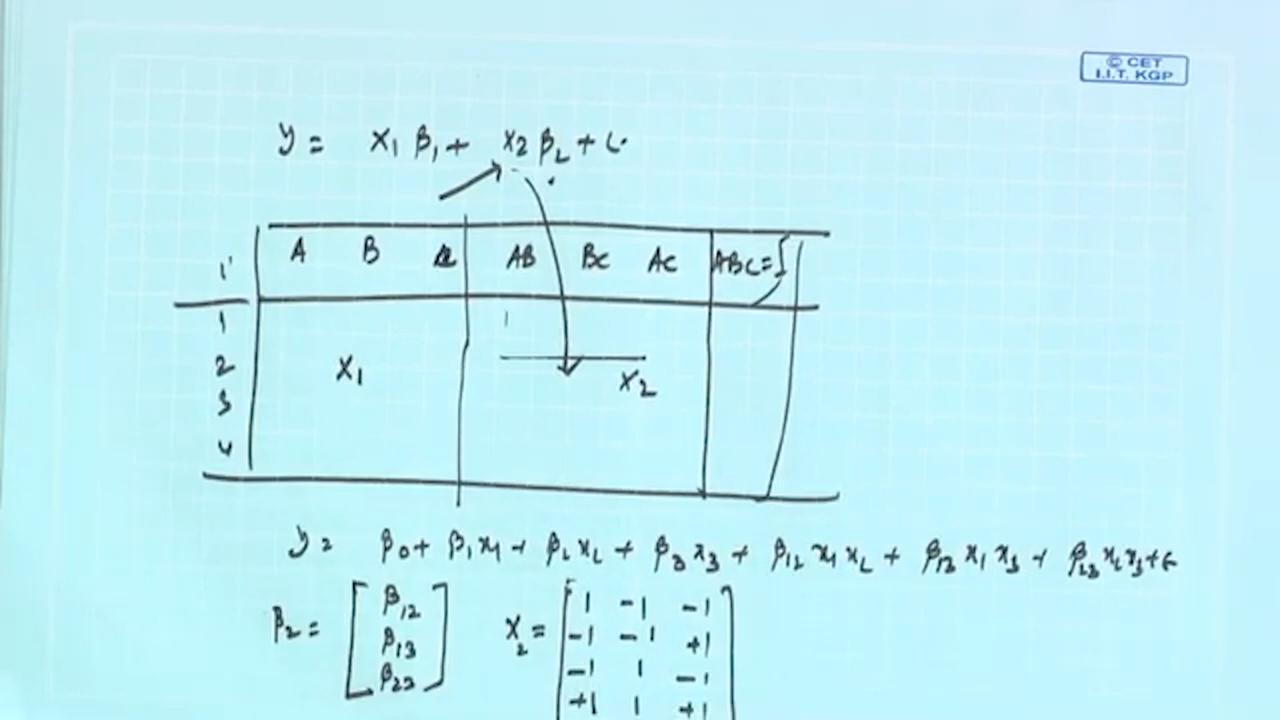 © CET
I.I.T. KGP
y = X₁ β₁ + X₂ β₂ + ϵ
I A B C AB BC AC ABC = I
1
2 X₁ X₂
3
4
y = β₀ + β₁x₁ + β₂x₂ + β₃x₃ + β₁₂x₁x₂ + β₁₃x₁x₃ + β₂₃x₂x₃ + ϵ
β₂ = [β₁₂ β₁₃ β₂₃] X₂ =
1 -1 -1
-1 -1 +1
-1 1 -1
+1 1 +1